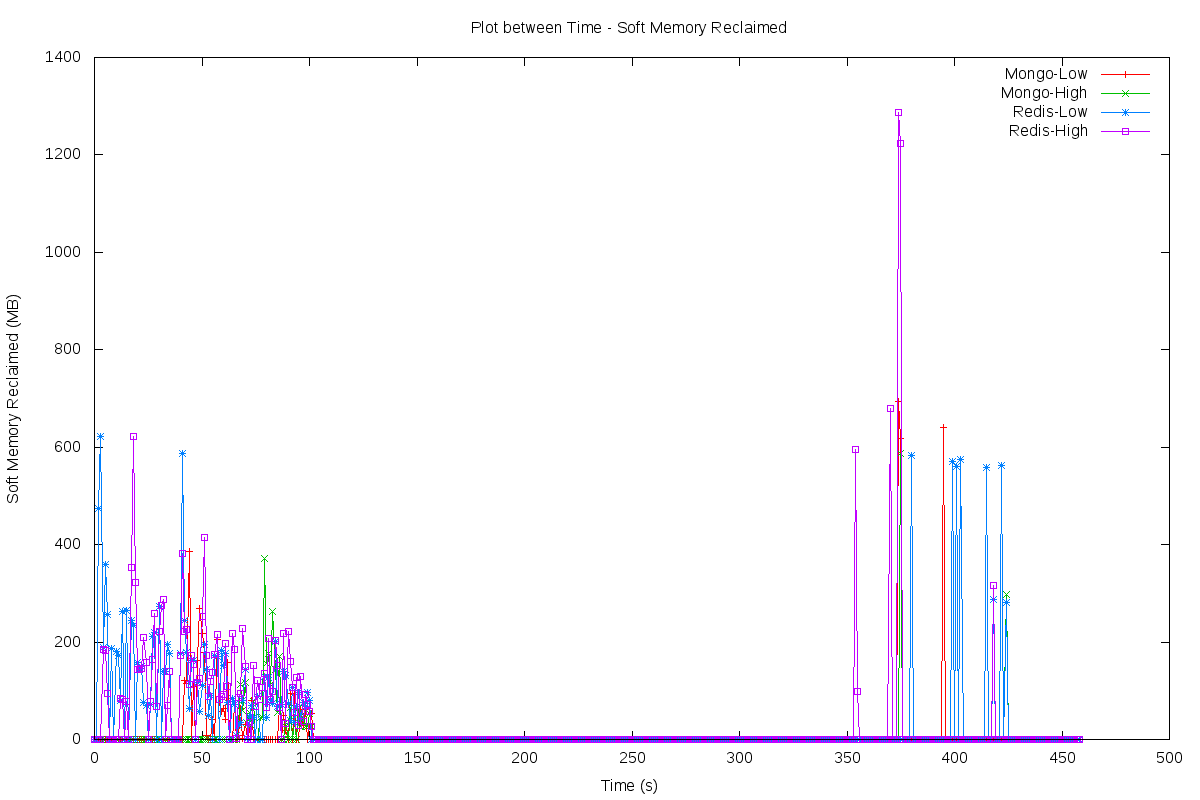 Plot between Time - Soft Memory Reclaimed
1400
1200
1000
800
600
400
200
0
Soft Memory Reclaimed (MB)
Mongo-Low
Mongo-High
Redis-Low
Redis-High
0 50 100 150 200 250 300 350 400 450 500
Time (s)